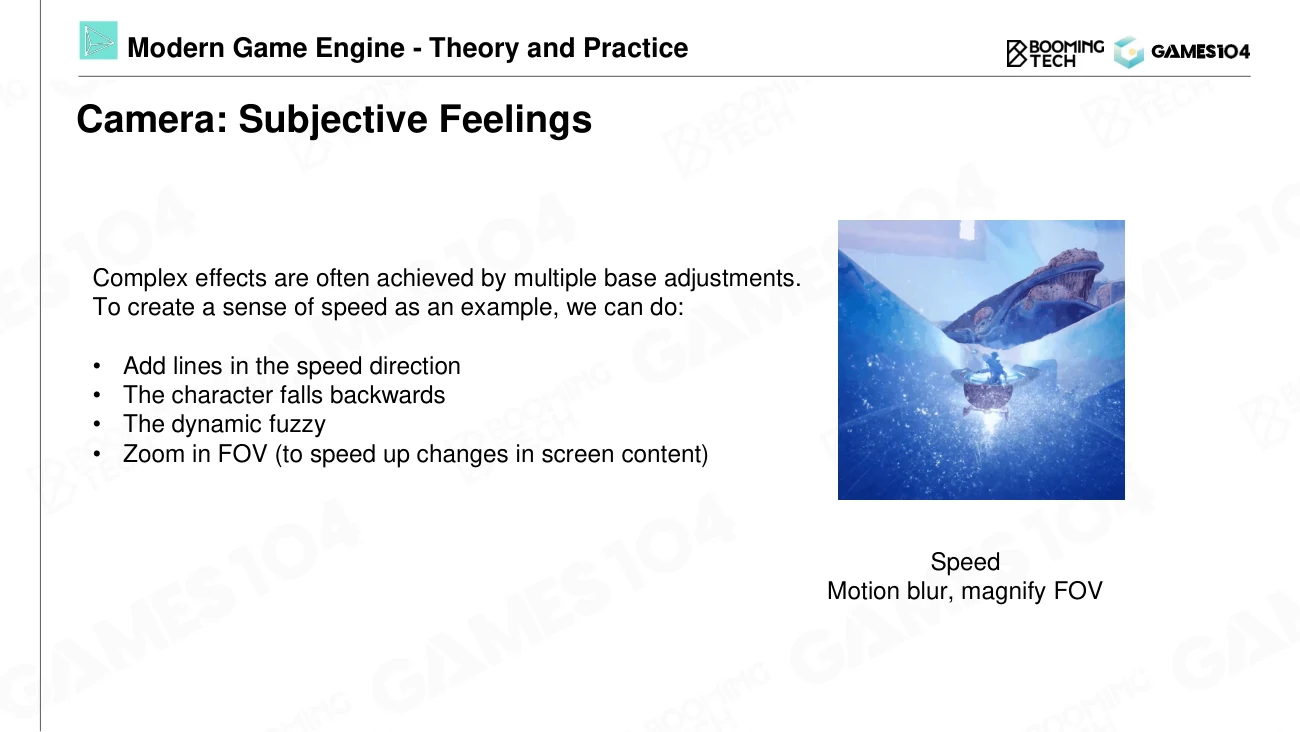 Modern Game Engine - Theory and Practice
BOOMING
TECH
GAMES104
Camera: Subjective Feelings
Complex effects are often achieved by multiple base adjustments.
To create a sense of speed as an example, we can do:
• Add lines in the speed direction
• The character falls backwards
• The dynamic fuzzy
• Zoom in FOV (to speed up changes in screen content)
Speed
Motion blur, magnify FOV